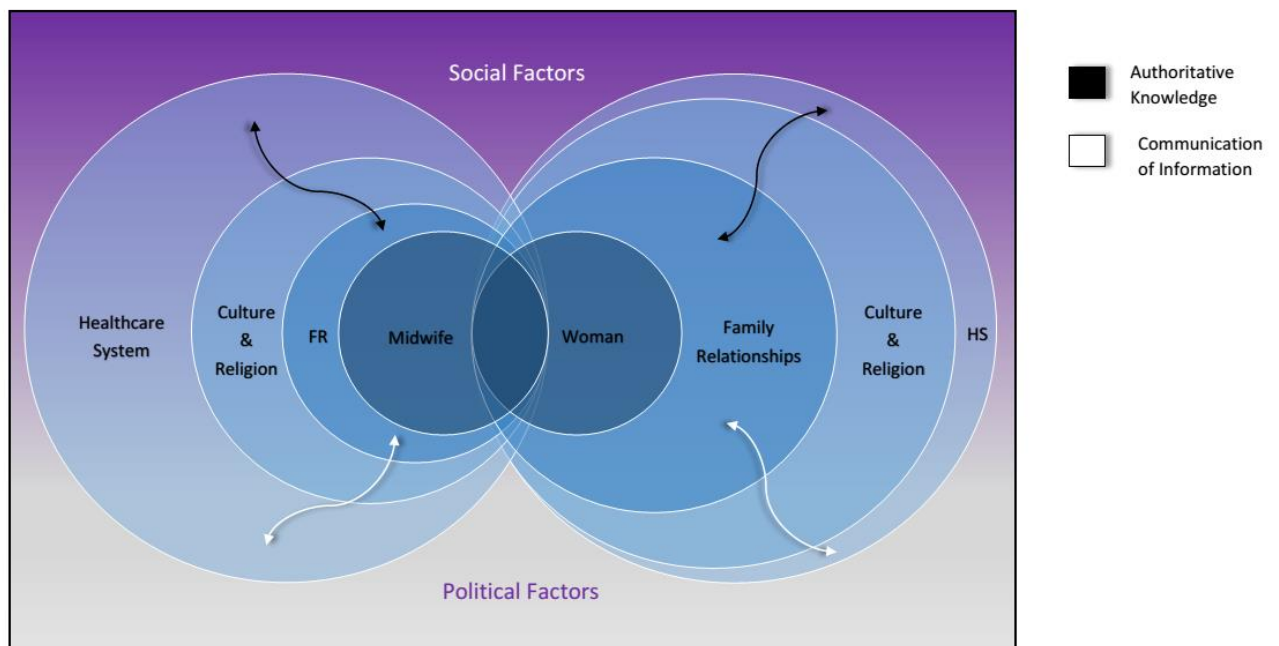 Social Factors
Healthcare
System
Culture
&
Religion
FR
Midwife
Woman
Family
Relationships
Culture
&
Religion
HS
Political Factors
Authoritative
Knowledge
Communication
of Information